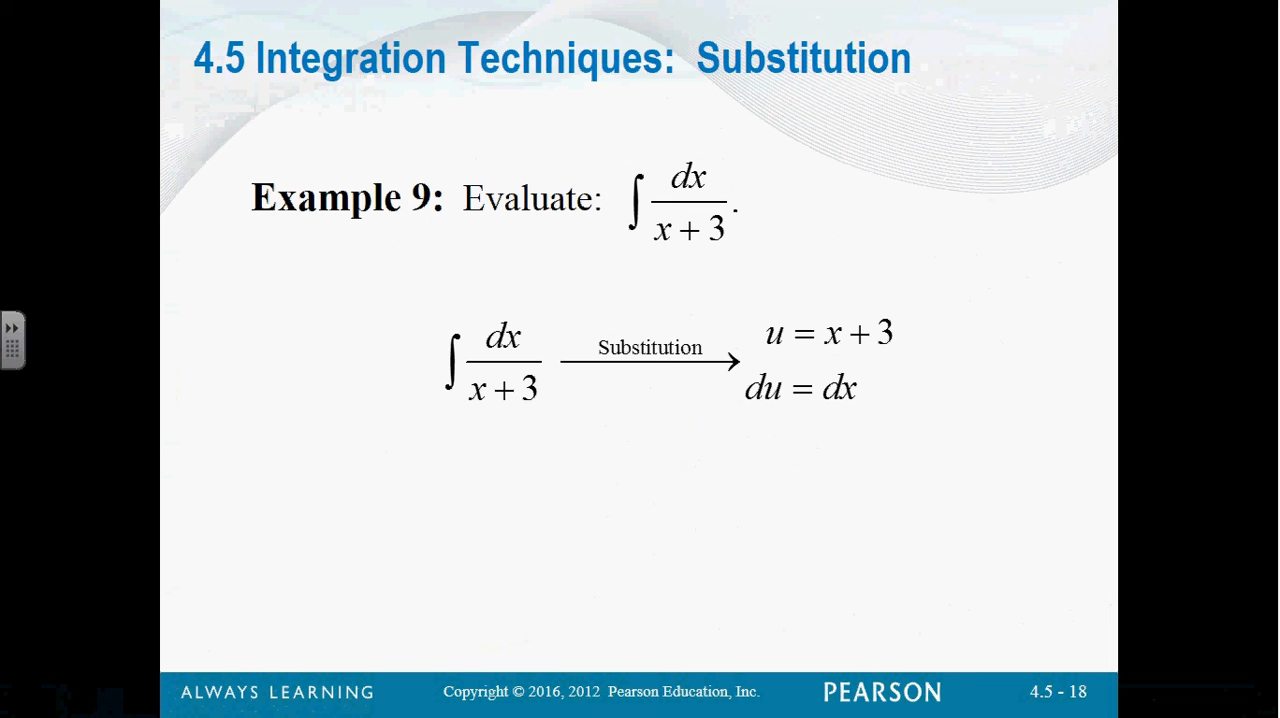 4.5 Integration Techniques: Substitution
Example 9: Evaluate: ∫ dx/(x + 3).
∫ dx/(x + 3) Substitution → u = x + 3
du = dx
ALWAYS LEARNING Copyright © 2016, 2012 Pearson Education, Inc. PEARSON 4.5 - 18